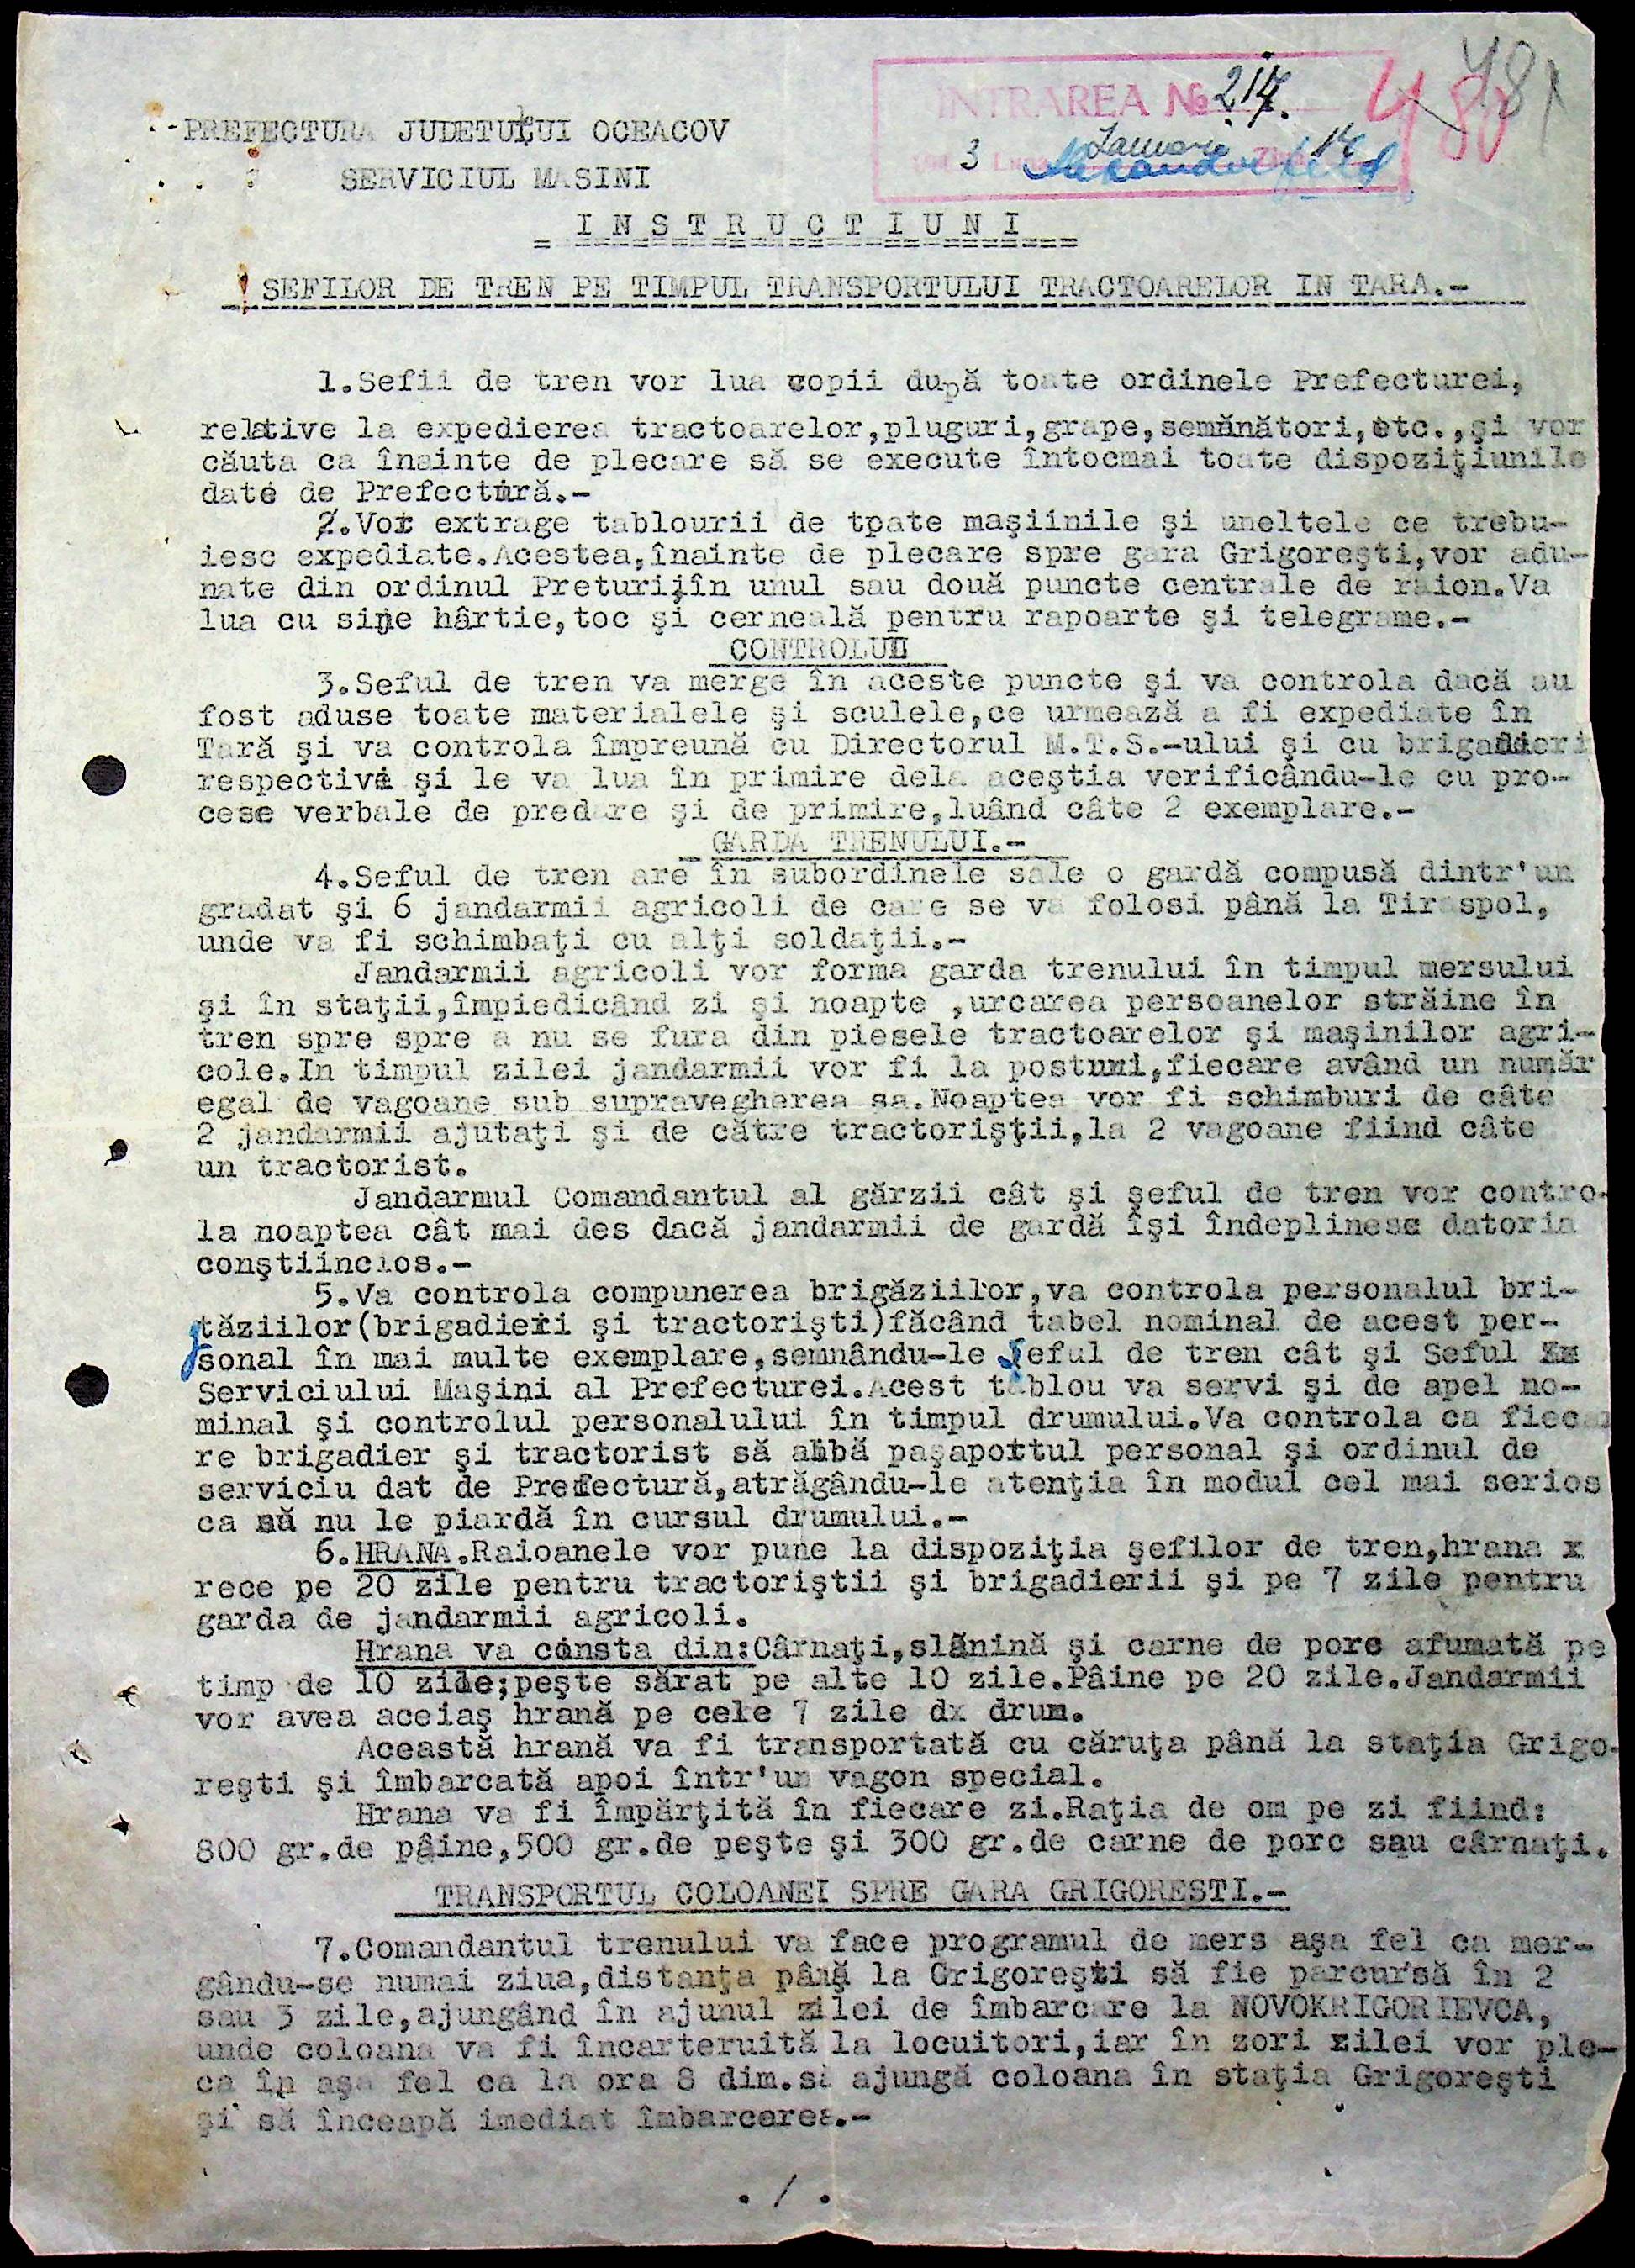 INTRAREA No 217.
481
480
3 Ianuarie 14
Alexanderfeld
PREFECTURA JUDETULUI OCEACOV
SERVICIUL MASINI
I N S T R U C T I U N I
SEFILOR DE TREN PE TIMPUL TRANSPORTULUI TRACTOARELOR IN TARA.-
1.Sefii de tren vor lua copii după toate ordinele Prefecturei,
relative la expedierea tractoarelor,pluguri,grape,semănători,etc.,şi vor
căuta ca înainte de plecare să se execute întocmai toate dispoziţiunile
date de Prefectură.-
2.Vor extrage tablourii de toate maşiinile şi uneltele ce trebu-
iesc expediate.Acestea,înainte de plecare spre gara Grigoreşti,vor adu-
nate din ordinul Preturiiîn unul sau două puncte centrale de raion.Va
lua cu sine hârtie,toc şi cerneală pentru rapoarte şi telegrame.-
CONTROLUL
3.Seful de tren va merge în aceste puncte şi va controla dacă au
fost aduse toate materialele şi sculele,ce urmează a fi expediate în
Tară şi va controla împreună cu Directorul M.T.S.-ului şi cu brigadieri
respectivi şi le va lua în primire dela aceştia verificându-le cu pro-
cese verbale de predare şi de primire,luând câte 2 exemplare.-
GARDA TRENULUI.-
4.Seful de tren are în subordinele sale o gardă compusă dintr'un
gradat şi 6 jandarmii agricoli de care se va folosi până la Tiraspol,
unde va fi schimbaţi cu alţi soldaţii.-
Jandarmii agricoli vor forma garda trenului în timpul mersului
şi în staţii,împiedicând zi şi noapte ,urcarea persoanelor străine în
tren spre spre a nu se fura din piesele tractoarelor şi maşinilor agri-
cole.In timpul zilei jandarmii vor fi la posturi,fiecare având un număr
egal de vagoane sub supravegherea sa.Noaptea vor fi schimburi de câte
2 jandarmii ajutaţi şi de către tractoriştii,la 2 vagoane fiind câte
un tractorist.
Jandarmul Comandantul al gărzii cât şi şeful de tren vor contro-
la noaptea cât mai des dacă jandarmii de gardă îşi îndeplinesc datoria
conştiincios.-
5.Va controla compunerea brigăziilor,va controla personalul bri-
găziilor(brigadieri şi tractorişti)făcând tabel nominal de acest per-
sonal în mai multe exemplare,semnându-le Şeful de tren cât şi Seful
Serviciului Maşini al Prefecturei.Acest tablou va servi şi de apel no-
minal şi controlul personalului în timpul drumului.Va controla ca fieca
re brigadier şi tractorist să aibă paşaportul personal şi ordinul de
serviciu dat de Prefectură,atrăgându-le atenţia în modul cel mai serios
ca să nu le piardă în cursul drumului.-
6.HRANA.Raioanele vor pune la dispoziţia şefilor de tren,hrana x
rece pe 20 zile pentru tractoriştii şi brigadierii şi pe 7 zile pentru
garda de jandarmii agricoli.
Hrana va consta din:Cârnaţi,slănină şi carne de porc afumată pe
timp de 10 zile;peşte sărat pe alte 10 zile.Pâine pe 20 zile.Jandarmii
vor avea aceiaş hrană pe cele 7 zile dx drum.
Această hrană va fi transportată cu căruţa până la staţia Grigo-
reşti şi îmbarcată apoi într'un vagon special.
Hrana va fi împărţită în fiecare zi.Raţia de om pe zi fiind:
800 gr.de pâine,500 gr.de peşte şi 300 gr.de carne de porc sau cârnaţi.
TRANSPORTUL COLOANEI SPRE GARA GRIGORESTI.-
7.Comandantul trenului va face programul de mers aşa fel ca mer-
gându-se numai ziua,distanţa până la Grigoreşti să fie parcursă în 2
sau 3 zile,ajungând în ajunul zilei de îmbarcare la NOVOKRIGORIEVCA,
unde coloana va fi încarteruită la locuitori,iar în zori zilei vor ple-
ca în aşa fel ca la ora 8 dim.să ajungă coloana în staţia Grigoreşti
şi să înceapă imediat îmbarcerea.-
./.